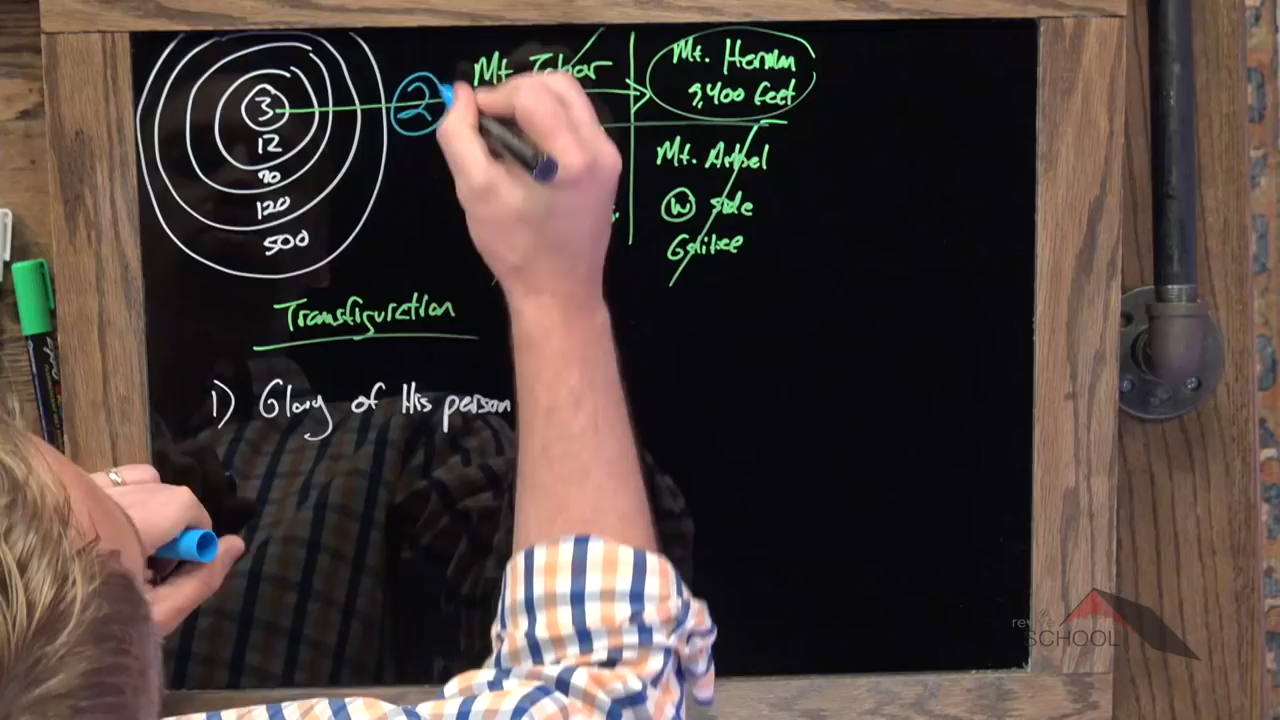 3
12
70
120
500
2
Mt. Tabor
Mt. Hermon
9,400 feet
Mt. Arbel
W side
Galilee
Transfiguration
1) Glory of His person
SCHOOL